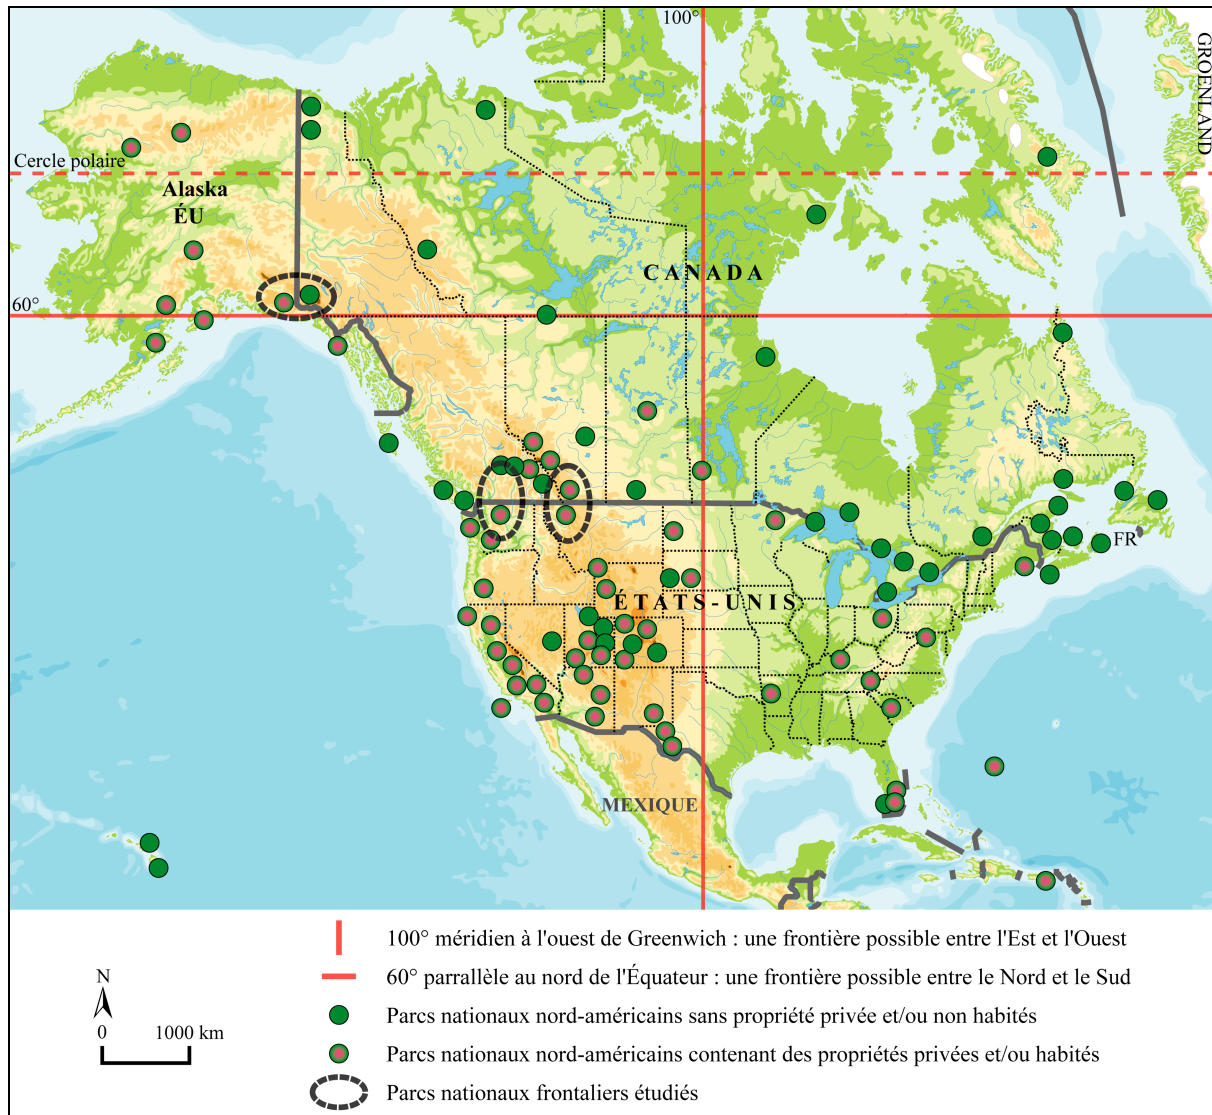 100°
GROENLAND
Cercle polaire
Alaska
ÉU
CANADA
60°
FR
ÉTATS-UNIS
MEXIQUE
100° méridien à l'ouest de Greenwich : une frontière possible entre l'Est et l'Ouest
60° parrallèle au nord de l'Équateur : une frontière possible entre le Nord et le Sud
N
0 1000 km
Parcs nationaux nord-américains sans propriété privée et/ou non habités
Parcs nationaux nord-américains contenant des propriétés privées et/ou habités
Parcs nationaux frontaliers étudiés